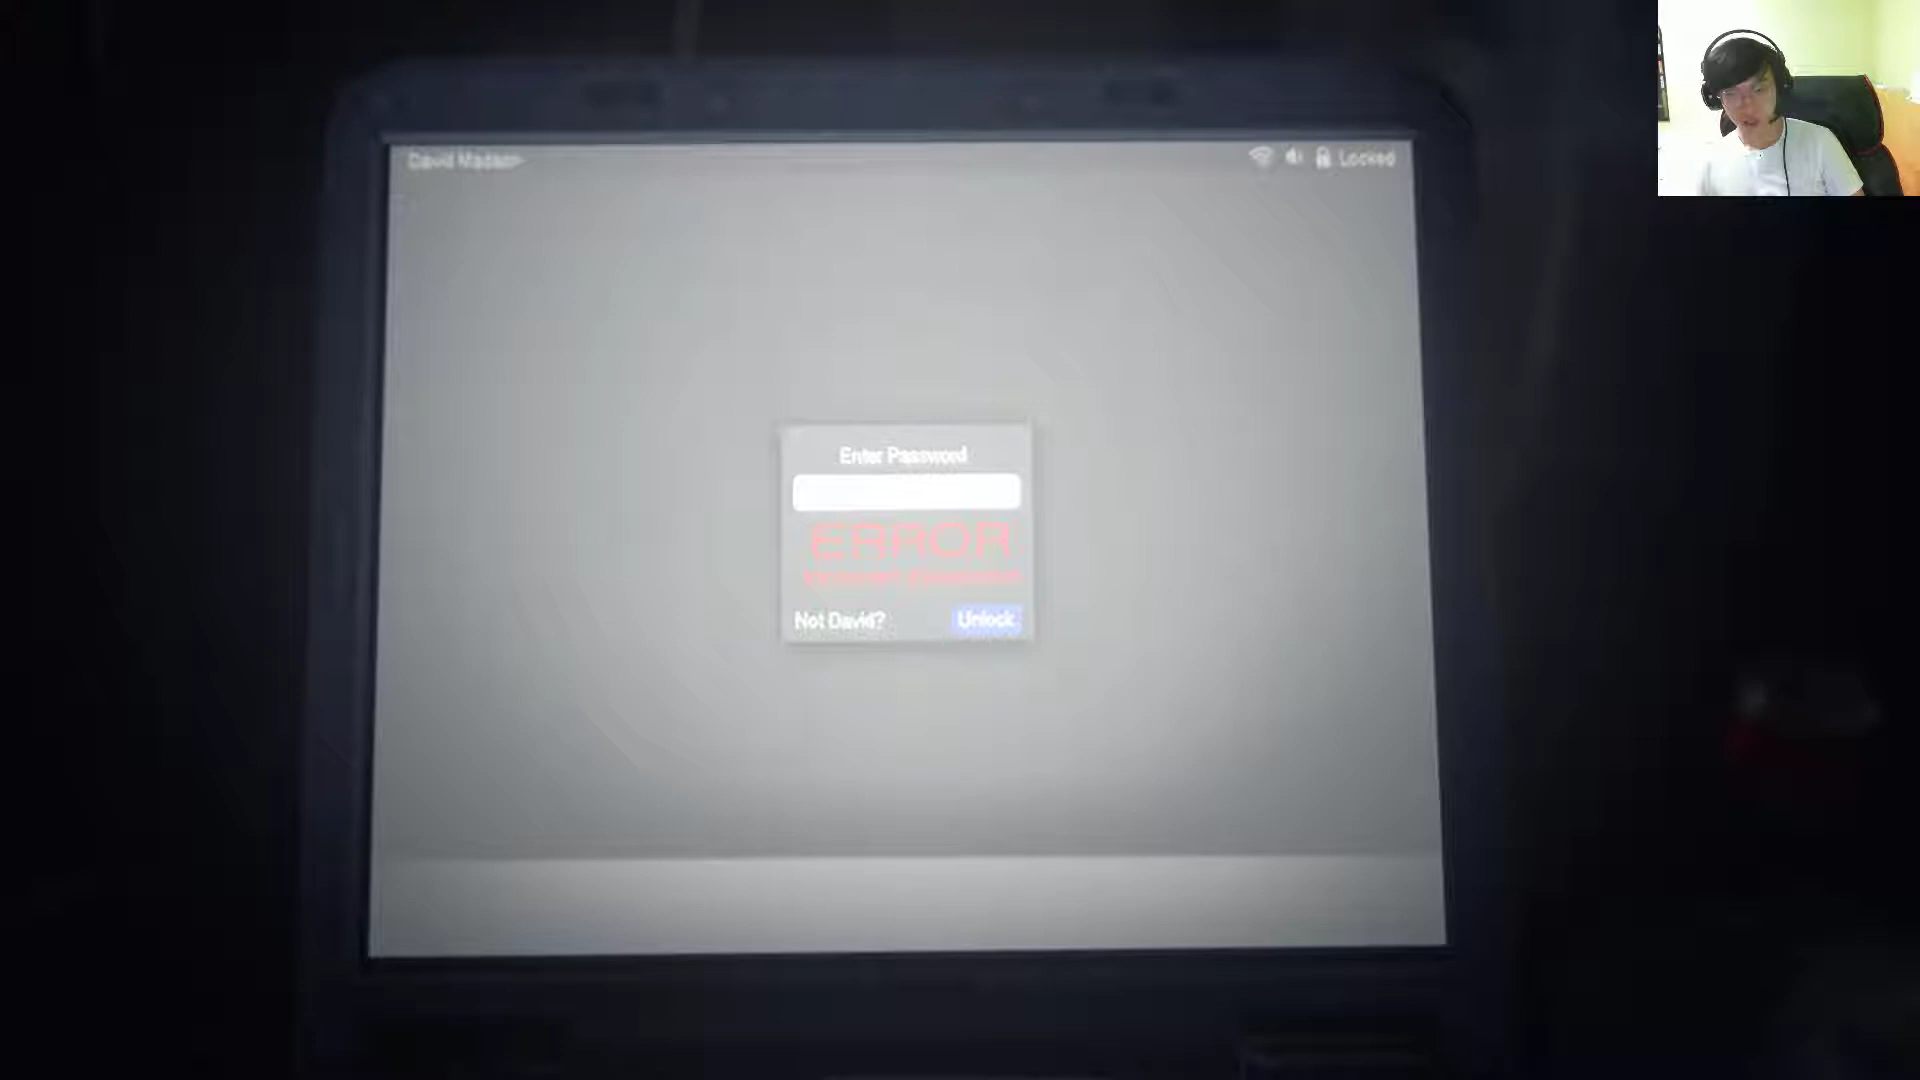 David Madsen
Locked
Enter Password
ERROR
Not David?
Unlock